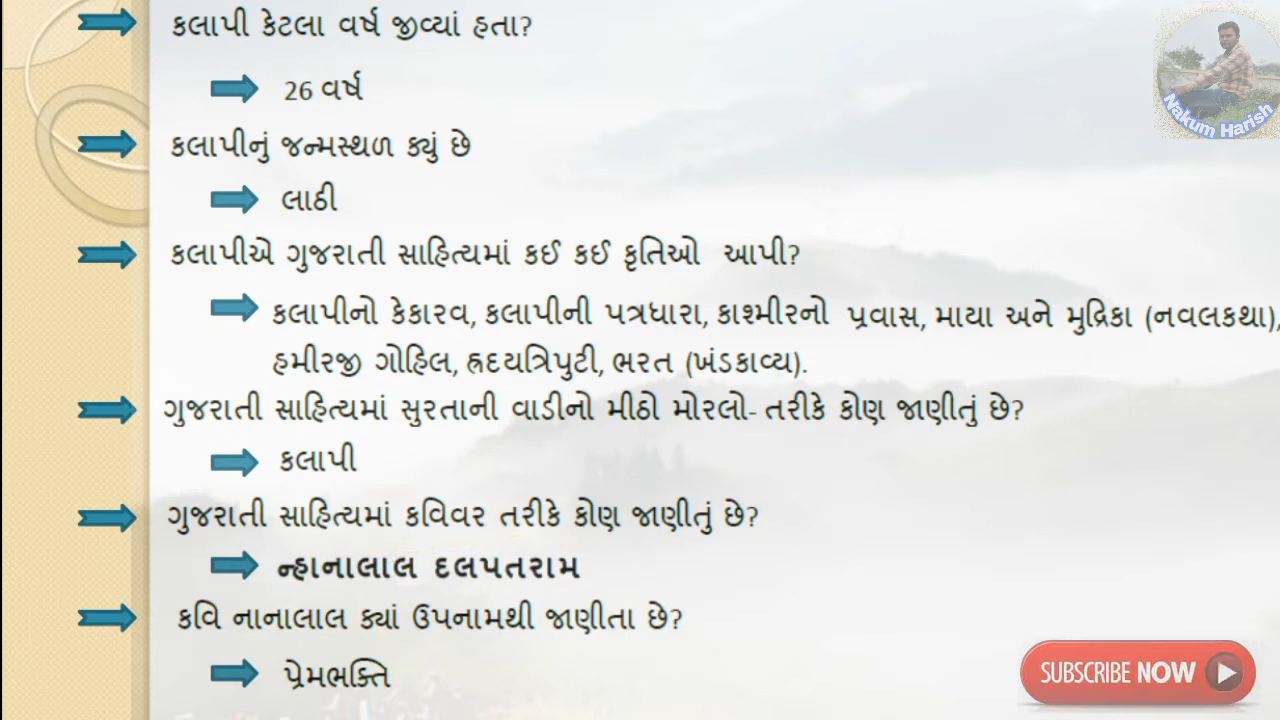 કલાપી કેટલા વર્ષ જીવ્યાં હતા?
26 વર્ષ
કલાપીનું જન્મસ્થળ ક્યું છે
લાઠી
કલાપીએ ગુજરાતી સાહિત્યમાં કઈ કઈ કૃતિઓ આપી?
કલાપીનો કેકારવ, કલાપીની પત્રધારા, કાશ્મીરનો પ્રવાસ, માયા અને મુદ્રિકા (નવલકથા),
હમીરજી ગોહિલ, હ્રદયત્રિપુટી, ભરત (ખંડકાવ્ય).
ગુજરાતી સાહિત્યમાં સુરતાની વાડીનો મીઠો મોરલો- તરીકે કોણ જાણીતું છે?
કલાપી
ગુજરાતી સાહિત્યમાં કવિવર તરીકે કોણ જાણીતું છે?
ન્હાનાલાલ દલપતરામ
કવિ નાનાલાલ ક્યાં ઉપનામથી જાણીતા છે?
પ્રેમભક્તિ
Nakum Harish
SUBSCRIBE NOW